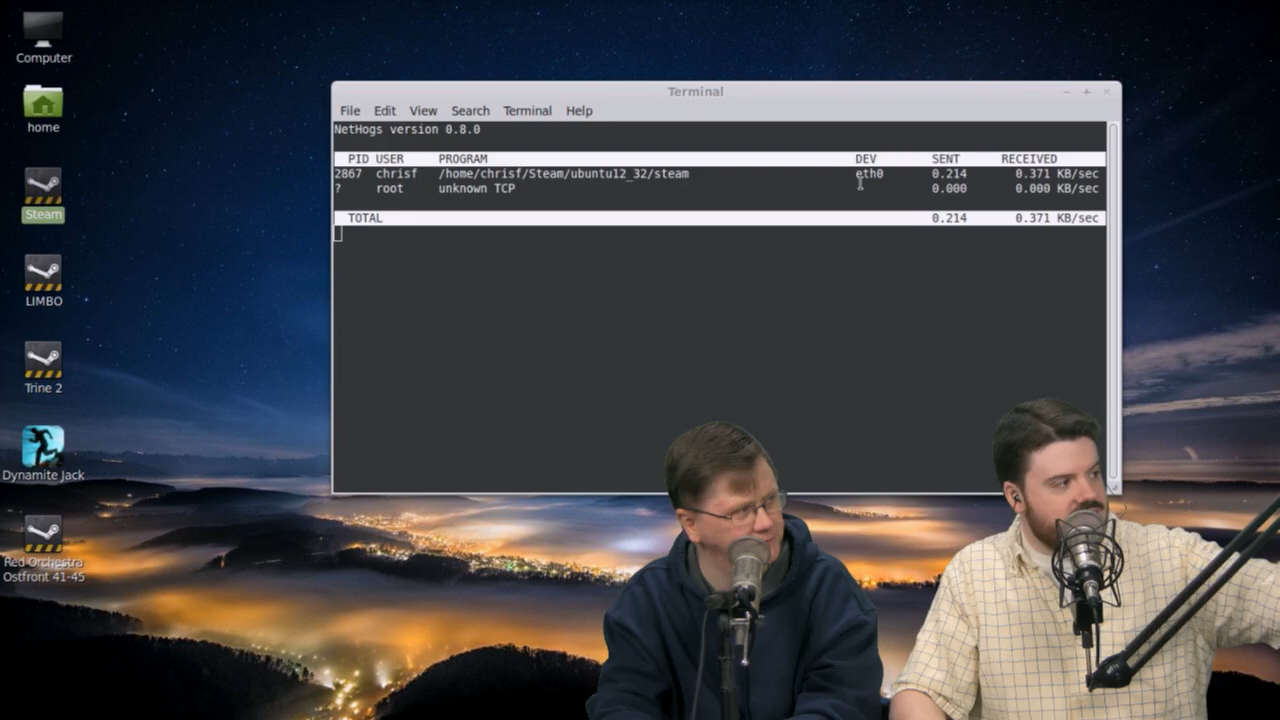 Computer
home
Steam
LIMBO
Trine 2
Dynamite Jack
Red Orchestra
Ostfront 41-45
Terminal
File Edit View Search Terminal Help
NetHogs version 0.8.0
PID USER PROGRAM DEV SENT RECEIVED
2867 chrisf /home/chrisf/Steam/ubuntu12_32/steam eth0 0.214 0.371 KB/sec
? root unknown TCP 0.000 0.000 KB/sec
TOTAL 0.214 0.371 KB/sec